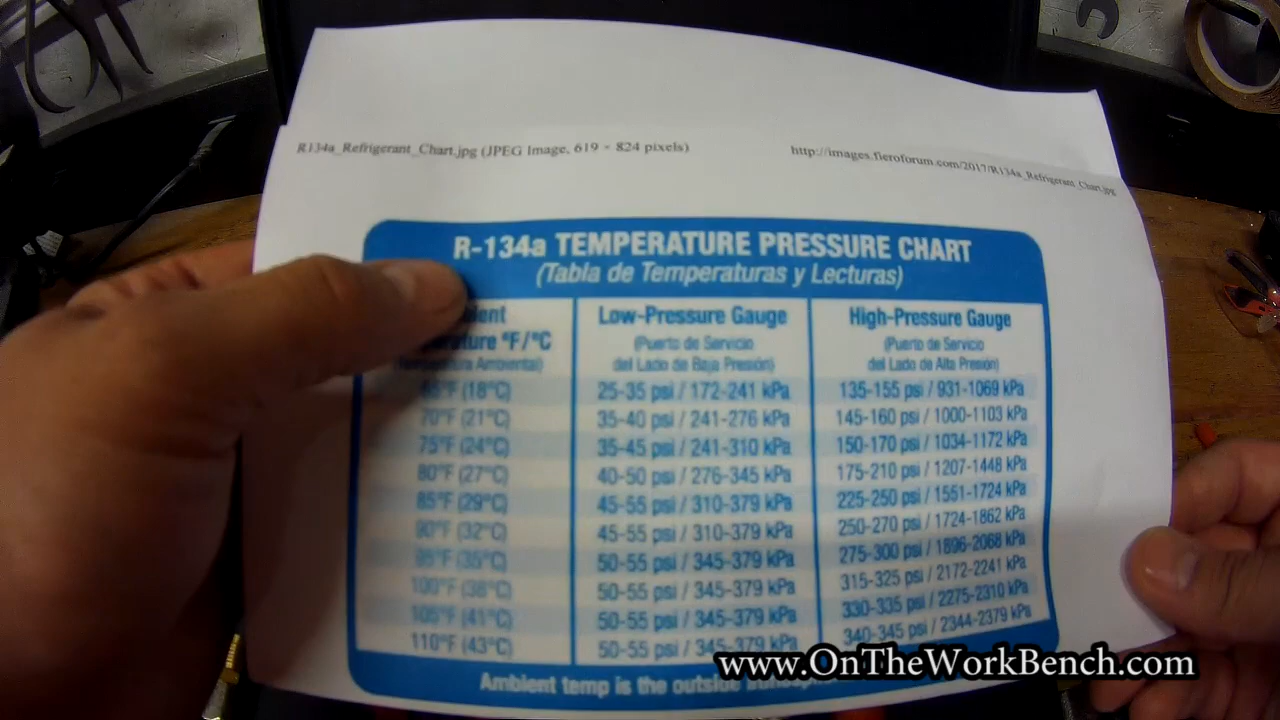 R134a_Refrigerant_Chart.jpg (JPEG Image, 619 × 824 pixels)
http://images.fieroforum.com/2017/R134a_Refrigerant_Chart.jpg
R-134a TEMPERATURE PRESSURE CHART
(Tabla de Temperaturas y Lecturas)
°F/°C
Low-Pressure Gauge
(Puerto de Servicio
del Lado de Baja Presión)
High-Pressure Gauge
(Puerto de Servicio
del Lado de Alta Presión)
65°F (18°C) 25-35 psi / 172-241 kPa 135-155 psi / 931-1069 kPa
70°F (21°C) 35-40 psi / 241-276 kPa 145-160 psi / 1000-1103 kPa
75°F (24°C) 35-45 psi / 241-310 kPa 150-170 psi / 1034-1172 kPa
80°F (27°C) 40-50 psi / 276-345 kPa 175-210 psi / 1207-1448 kPa
85°F (29°C) 45-55 psi / 310-379 kPa 225-250 psi / 1551-1724 kPa
90°F (32°C) 45-55 psi / 310-379 kPa 250-270 psi / 1724-1862 kPa
95°F (35°C) 50-55 psi / 345-379 kPa 275-300 psi / 1896-2068 kPa
100°F (38°C) 50-55 psi / 345-379 kPa 315-325 psi / 2172-2241 kPa
105°F (41°C) 50-55 psi / 345-379 kPa 330-335 psi / 2275-2310 kPa
110°F (43°C) 50-55 psi / 345-379 kPa 340-345 psi / 2344-2379 kPa
Ambient temp is the outside
www.OnTheWorkBench.com